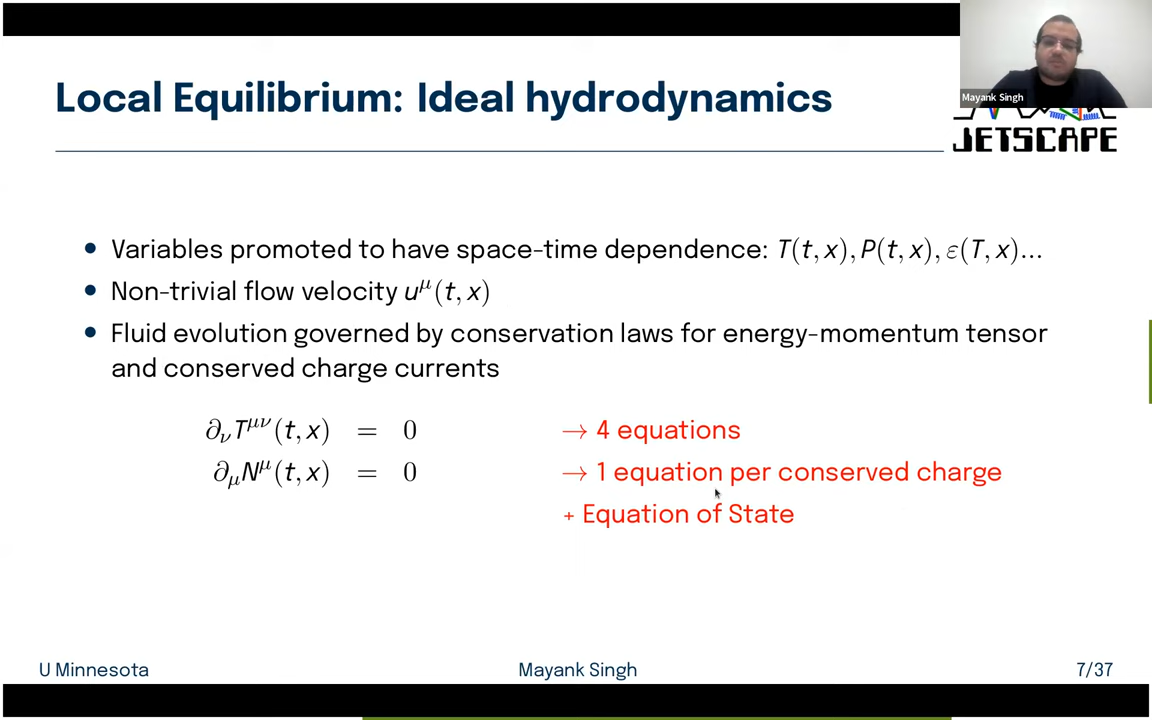 Local Equilibrium: Ideal hydrodynamics
Mayank Singh
JETSCAPE
• Variables promoted to have space-time dependence: T(t, x), P(t, x), ε(T, x)...
• Non-trivial flow velocity u^μ(t, x)
• Fluid evolution governed by conservation laws for energy-momentum tensor
and conserved charge currents
∂_ν T^{μν}(t, x) = 0 → 4 equations
∂_μ N^μ(t, x) = 0 → 1 equation per conserved charge
+ Equation of State
U Minnesota Mayank Singh 7/37